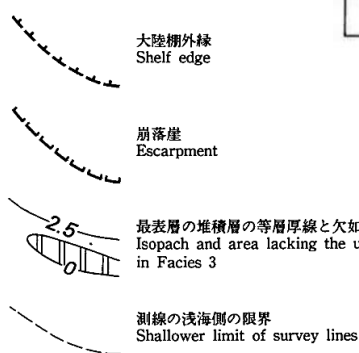 大陸棚外縁
Shelf edge
崩落崖
Escarpment
2.5
0
最表層の堆積層の等層厚線と欠如
Isopach and area lacking the u
in Facies 3
測線の浅海側の限界
Shallower limit of survey lines